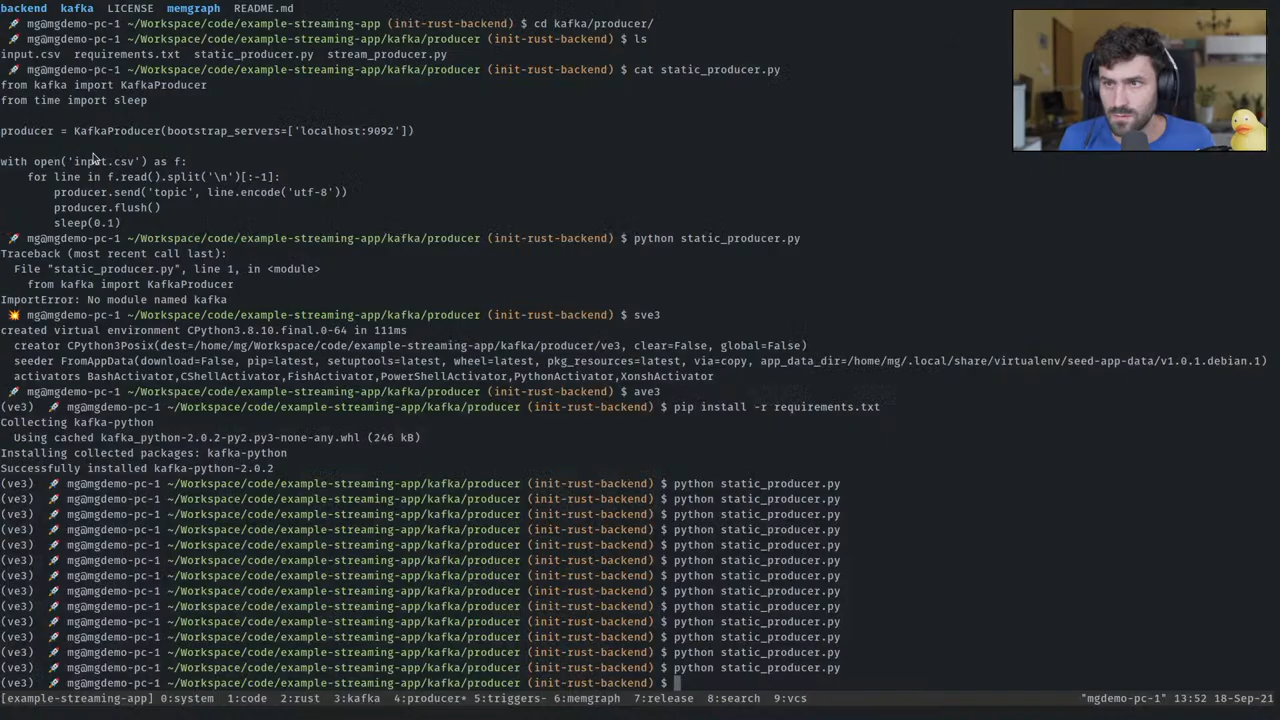 backend  kafka  LICENSE  memgraph  README.md
🚀 mg@mgdemo-pc-1 ~/Workspace/code/example-streaming-app (init-rust-backend) $ cd kafka/producer/
🚀 mg@mgdemo-pc-1 ~/Workspace/code/example-streaming-app/kafka/producer (init-rust-backend) $ ls
input.csv  requirements.txt  static_producer.py  stream_producer.py
🚀 mg@mgdemo-pc-1 ~/Workspace/code/example-streaming-app/kafka/producer (init-rust-backend) $ cat static_producer.py
from kafka import KafkaProducer
from time import sleep
producer = KafkaProducer(bootstrap_servers=['localhost:9092'])
with open('input.csv') as f:
    for line in f.read().split('\n')[:-1]:
        producer.send('topic', line.encode('utf-8'))
        producer.flush()
        sleep(0.1)
🚀 mg@mgdemo-pc-1 ~/Workspace/code/example-streaming-app/kafka/producer (init-rust-backend) $ python static_producer.py
Traceback (most recent call last):
  File "static_producer.py", line 1, in <module>
    from kafka import KafkaProducer
ImportError: No module named kafka
💥 mg@mgdemo-pc-1 ~/Workspace/code/example-streaming-app/kafka/producer (init-rust-backend) $ sve3
created virtual environment CPython3.8.10.final.0-64 in 111ms
  creator CPython3Posix(dest=/home/mg/Workspace/code/example-streaming-app/kafka/producer/ve3, clear=False, global=False)
  seeder FromAppData(download=False, pip=latest, setuptools=latest, wheel=latest, pkg_resources=latest, via=copy, app_data_dir=/home/mg/.local/share/virtualenv/seed-app-data/v1.0.1.debian.1)
  activators BashActivator,CShellActivator,FishActivator,PowerShellActivator,PythonActivator,XonshActivator
🚀 mg@mgdemo-pc-1 ~/Workspace/code/example-streaming-app/kafka/producer (init-rust-backend) $ ave3
(ve3) 🚀 mg@mgdemo-pc-1 ~/Workspace/code/example-streaming-app/kafka/producer (init-rust-backend) $ pip install -r requirements.txt
Collecting kafka-python
  Using cached kafka_python-2.0.2-py2.py3-none-any.whl (246 kB)
Installing collected packages: kafka-python
Successfully installed kafka-python-2.0.2
(ve3) 🚀 mg@mgdemo-pc-1 ~/Workspace/code/example-streaming-app/kafka/producer (init-rust-backend) $ python static_producer.py
(ve3) 🚀 mg@mgdemo-pc-1 ~/Workspace/code/example-streaming-app/kafka/producer (init-rust-backend) $ python static_producer.py
(ve3) 🚀 mg@mgdemo-pc-1 ~/Workspace/code/example-streaming-app/kafka/producer (init-rust-backend) $ python static_producer.py
(ve3) 🚀 mg@mgdemo-pc-1 ~/Workspace/code/example-streaming-app/kafka/producer (init-rust-backend) $ python static_producer.py
(ve3) 🚀 mg@mgdemo-pc-1 ~/Workspace/code/example-streaming-app/kafka/producer (init-rust-backend) $ python static_producer.py
(ve3) 🚀 mg@mgdemo-pc-1 ~/Workspace/code/example-streaming-app/kafka/producer (init-rust-backend) $ python static_producer.py
(ve3) 🚀 mg@mgdemo-pc-1 ~/Workspace/code/example-streaming-app/kafka/producer (init-rust-backend) $ python static_producer.py
(ve3) 🚀 mg@mgdemo-pc-1 ~/Workspace/code/example-streaming-app/kafka/producer (init-rust-backend) $ python static_producer.py
(ve3) 🚀 mg@mgdemo-pc-1 ~/Workspace/code/example-streaming-app/kafka/producer (init-rust-backend) $ python static_producer.py
(ve3) 🚀 mg@mgdemo-pc-1 ~/Workspace/code/example-streaming-app/kafka/producer (init-rust-backend) $ python static_producer.py
(ve3) 🚀 mg@mgdemo-pc-1 ~/Workspace/code/example-streaming-app/kafka/producer (init-rust-backend) $ python static_producer.py
(ve3) 🚀 mg@mgdemo-pc-1 ~/Workspace/code/example-streaming-app/kafka/producer (init-rust-backend) $ python static_producer.py
(ve3) 🚀 mg@mgdemo-pc-1 ~/Workspace/code/example-streaming-app/kafka/producer (init-rust-backend) $ python static_producer.py
(ve3) 🚀 mg@mgdemo-pc-1 ~/Workspace/code/example-streaming-app/kafka/producer (init-rust-backend) $
[example-streaming-app] 0:system  1:code  2:rust  3:kafka  4:producer* 5:triggers- 6:memgraph  7:release  8:search  9:vcs "mgdemo-pc-1" 13:52 18-Sep-21